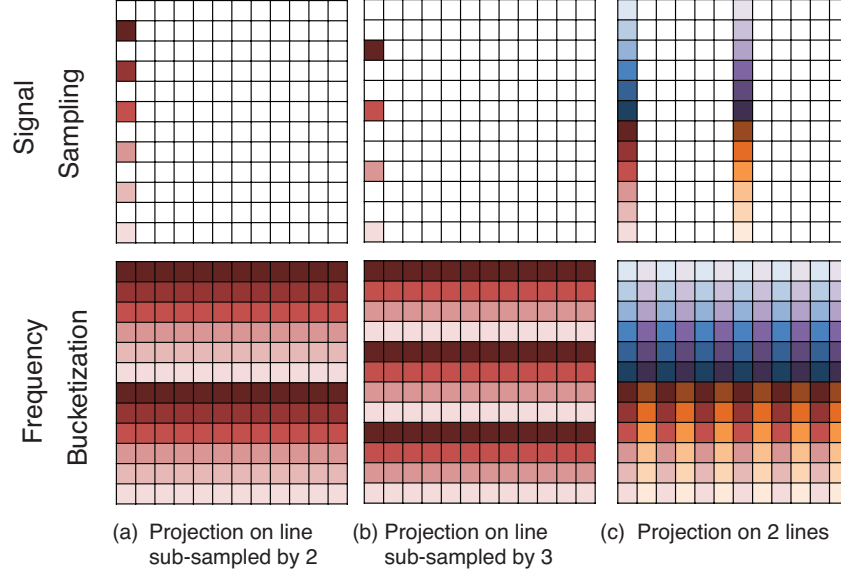 Signal
Sampling
Frequency
Bucketization
(a) Projection on line
sub-sampled by 2
(b) Projection on line
sub-sampled by 3
(c) Projection on 2 lines